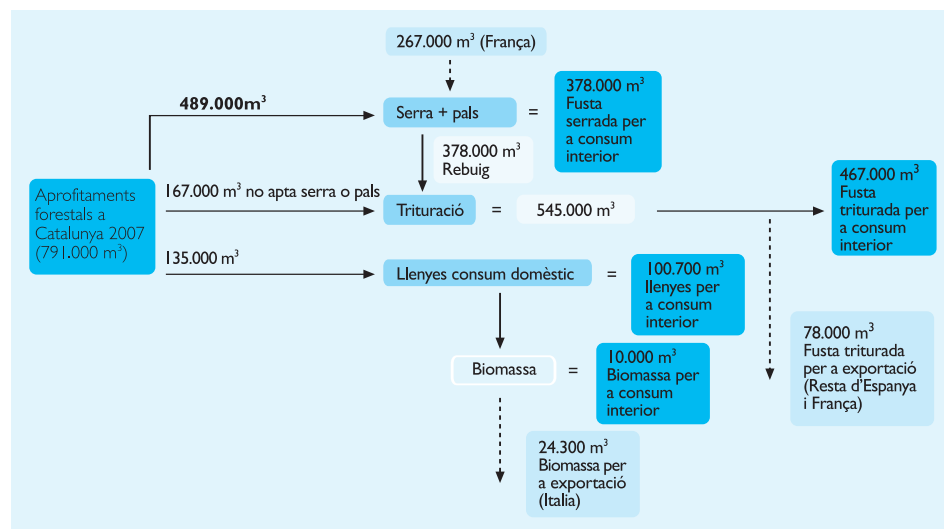 267.000 m³ (França)
489.000m³
Serra + pals
=
378.000 m³
Fusta
serrada per
a consum
interior
378.000 m³
Rebuig
Aprofitaments
forestals a
Catalunya 2007
(791.000 m³)
167.000 m³ no apta serra o pals
Trituració
=
545.000 m³
467.000 m³
Fusta
triturada per
a consum
interior
135.000 m³
Llenyes consum domèstic
=
100.700 m³
llenyes per
a consum
interior
78.000 m³
Fusta triturada
per a exportació
(Resta d'Espanya
i França)
Biomassa
=
10.000 m³
Biomassa per
a consum
interior
24.300 m³
Biomassa per
a exportació
(Italia)